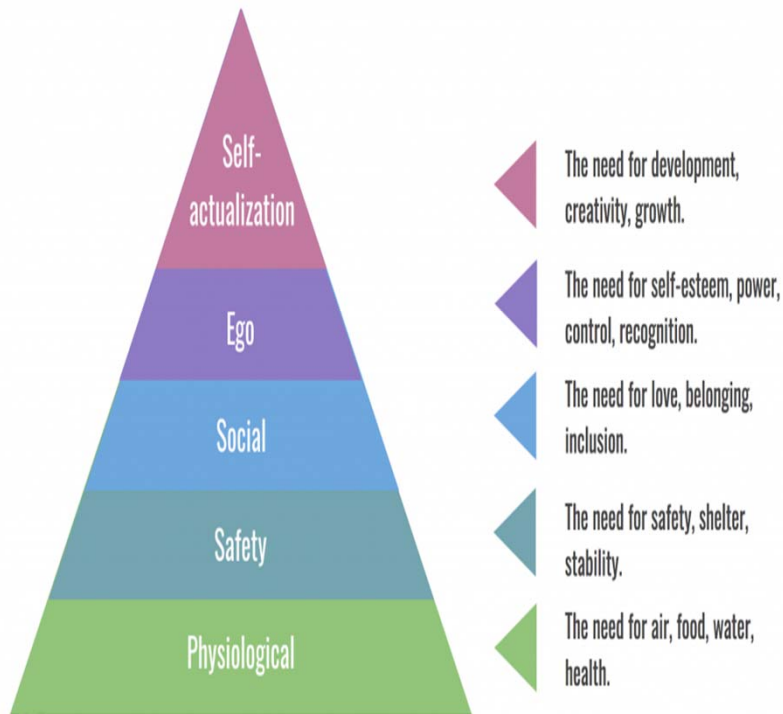 Self-
actualization
The need for development,
creativity, growth.
Ego
The need for self-esteem, power,
control, recognition.
Social
The need for love, belonging,
inclusion.
Safety
The need for safety, shelter,
stability.
Physiological
The need for air, food, water,
health.